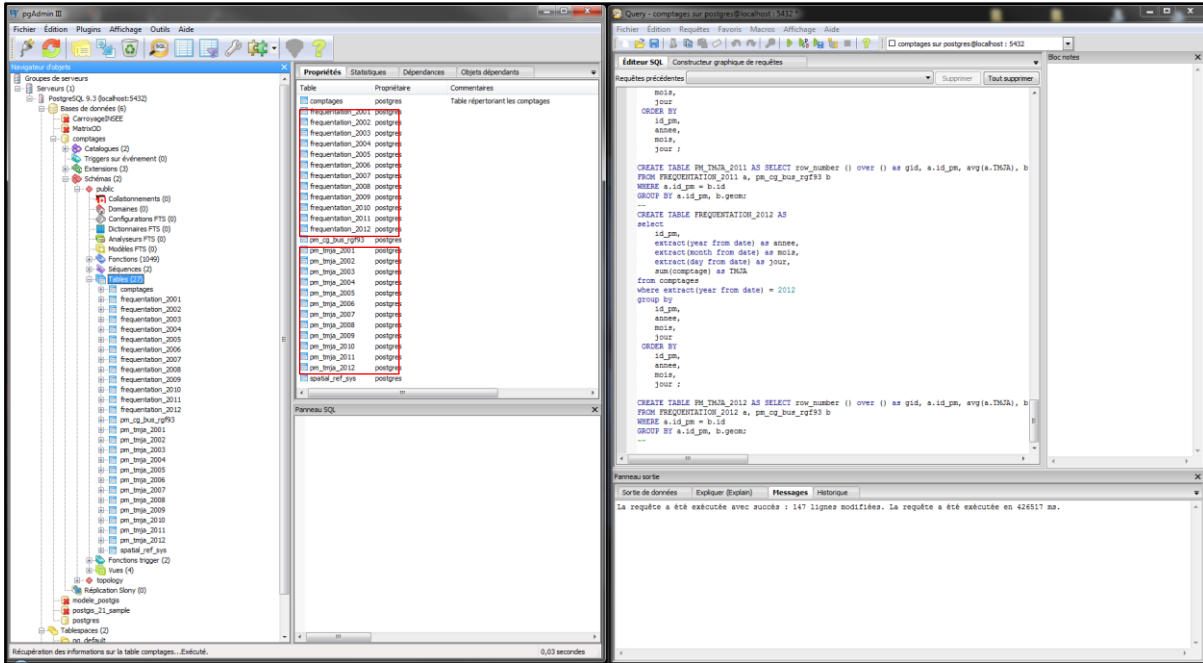 pgAdmin III
Fichier Édition Plugins Affichage Outils Aide
Navigateur d'objets
Groupes de serveurs
Serveurs (1)
PostgreSQL 9.3 (localhost:5432)
Bases de données (6)
CarroyageINSEE
MatrixOD
comptages
Catalogues (2)
Triggers sur événement (0)
Extensions (3)
Schémas (2)
public
Collationnements (0)
Domaines (0)
Configurations FTS (0)
Dictionnaires FTS (0)
Analyseurs FTS (0)
Modèles FTS (0)
Fonctions (1049)
Séquences (2)
Tables (27)
comptages
frequentation_2001
frequentation_2002
frequentation_2003
frequentation_2004
frequentation_2005
frequentation_2006
frequentation_2007
frequentation_2008
frequentation_2009
frequentation_2010
frequentation_2011
frequentation_2012
pm_cg_bus_rgf93
pm_tmja_2001
pm_tmja_2002
pm_tmja_2003
pm_tmja_2004
pm_tmja_2005
pm_tmja_2006
pm_tmja_2007
pm_tmja_2008
pm_tmja_2009
pm_tmja_2010
pm_tmja_2011
pm_tmja_2012
spatial_ref_sys
Fonctions trigger (2)
Vues (4)
topology
Réplication Slony (0)
modele_postgis
postgis_21_sample
postgres
Tablespaces (2)
pg_default
Récupération des informations sur la table comptages...Exécuté.
0,03 secondes
Propriétés Statistiques Dépendances Objets dépendants
Table Propriétaire Commentaires
comptages postgres Table répertoriant les comptages
frequentation_2001 postgres
frequentation_2002 postgres
frequentation_2003 postgres
frequentation_2004 postgres
frequentation_2005 postgres
frequentation_2006 postgres
frequentation_2007 postgres
frequentation_2008 postgres
frequentation_2009 postgres
frequentation_2010 postgres
frequentation_2011 postgres
frequentation_2012 postgres
pm_cg_bus_rgf93 postgres
pm_tmja_2001 postgres
pm_tmja_2002 postgres
pm_tmja_2003 postgres
pm_tmja_2004 postgres
pm_tmja_2005 postgres
pm_tmja_2006 postgres
pm_tmja_2007 postgres
pm_tmja_2008 postgres
pm_tmja_2009 postgres
pm_tmja_2010 postgres
pm_tmja_2011 postgres
pm_tmja_2012 postgres
spatial_ref_sys postgres
Panneau SQL
Query - comptages sur postgres@localhost : 5432 *
Fichier Édition Requêtes Favoris Macros Affichage Aide
comptages sur postgres@localhost : 5432
Éditeur SQL Constructeur graphique de requêtes
Requêtes précédentes Supprimer Tout supprimer
mois,
jour
ORDER BY
id_pm,
annee,
mois,
jour ;
CREATE TABLE PM_TMJA_2011 AS SELECT row_number () over () as gid, a.id_pm, avg(a.TMJA), b
FROM FREQUENTATION_2011 a, pm_cg_bus_rgf93 b
WHERE a.id_pm = b.id
GROUP BY a.id_pm, b.geom;
--
CREATE TABLE FREQUENTATION_2012 AS
select
id_pm,
extract(year from date) as annee,
extract(month from date) as mois,
extract(day from date) as jour,
sum(comptage) as TMJA
from comptages
where extract(year from date) = 2012
group by
id_pm,
annee,
mois,
jour
ORDER BY
id_pm,
annee,
mois,
jour ;
CREATE TABLE PM_TMJA_2012 AS SELECT row_number () over () as gid, a.id_pm, avg(a.TMJA), b
FROM FREQUENTATION_2012 a, pm_cg_bus_rgf93 b
WHERE a.id_pm = b.id
GROUP BY a.id_pm, b.geom;
--
Bloc notes
Panneau sortie
Sortie de données Expliquer (Explain) Messages Historique
La requête a été exécutée avec succès : 147 lignes modifiées. La requête a été exécutée en 426517 ms.